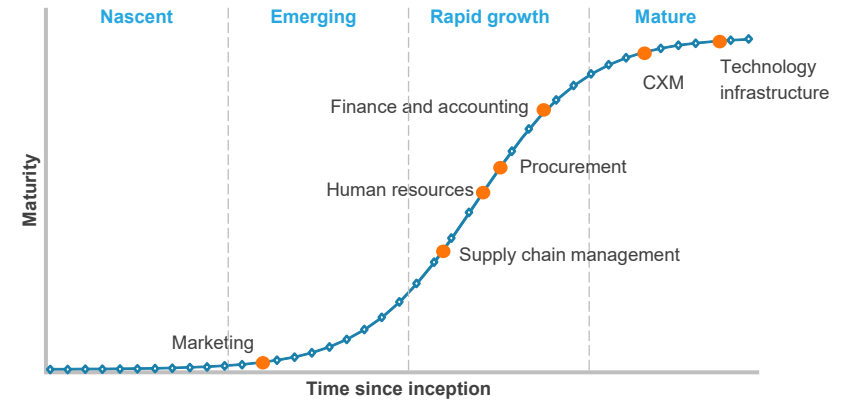 Nascent
Emerging
Rapid growth
Mature
Technology
infrastructure
CXM
Finance and accounting
Procurement
Human resources
Supply chain management
Marketing
Maturity
Time since inception